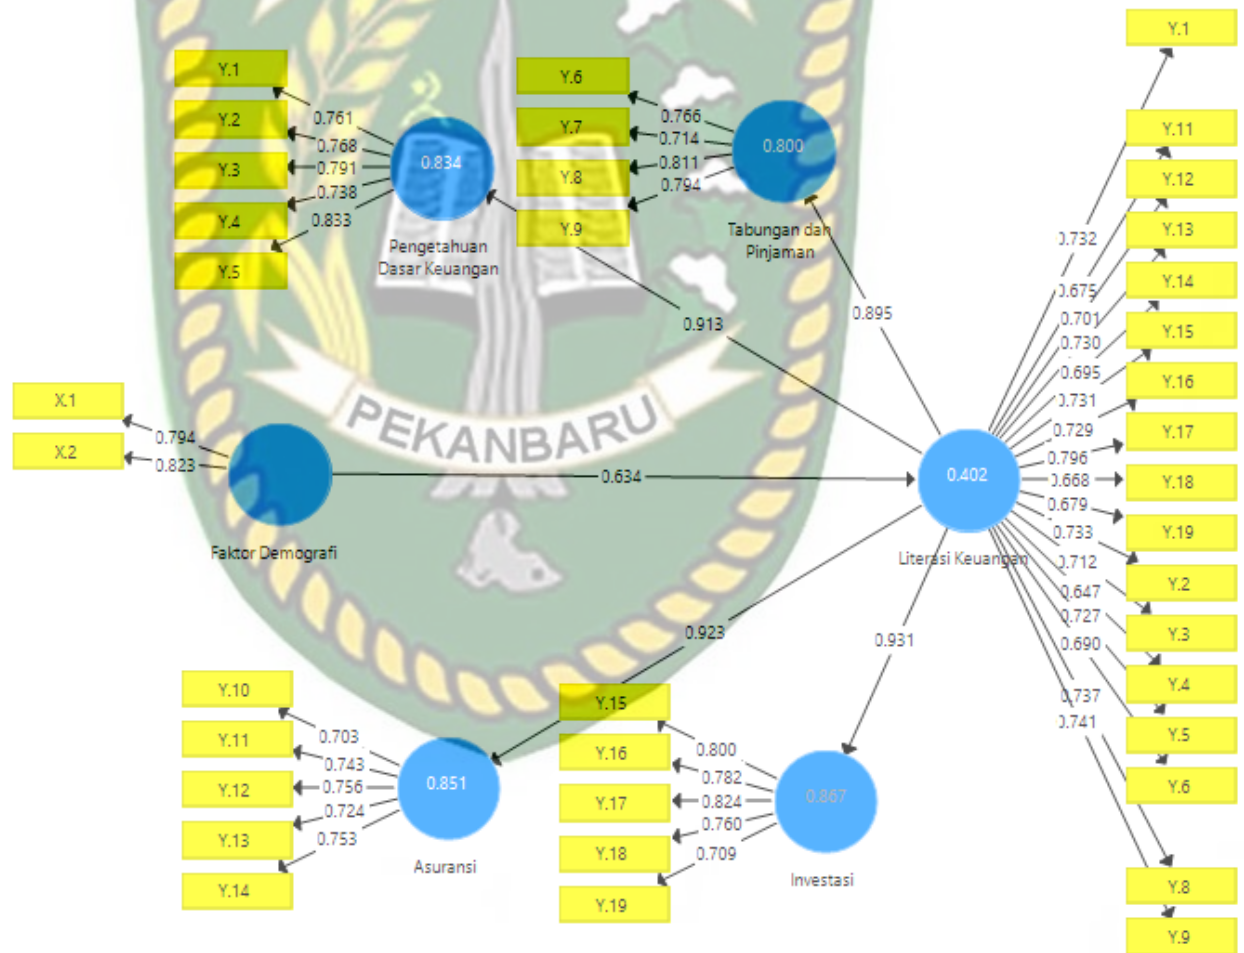 Y.1
Y.2
Y.3
Y.4
Y.5
0.761
0.768
0.791
0.738
0.833
0.834
Pengetahuan
Dasar Keuangan
Y.6
Y.7
Y.8
Y.9
0.766
0.714
0.811
0.794
0.800
Tabungan dan
Pinjaman
0.913
0.895
X.1
X.2
0.794
0.823
Faktor Demografi
PEKANBARU
0.634
0.402
Literasi Keuangan
0.923
0.931
Y.10
Y.11
Y.12
Y.13
Y.14
0.703
0.743
0.756
0.724
0.753
0.851
Asuransi
Y.15
Y.16
Y.17
Y.18
Y.19
0.800
0.782
0.824
0.760
0.709
0.867
Investasi
0.732
0.675
0.701
0.730
0.695
0.731
0.729
0.796
0.668
0.679
0.733
0.712
0.647
0.727
0.690
0.737
0.741
Y.1
Y.11
Y.12
Y.13
Y.14
Y.15
Y.16
Y.17
Y.18
Y.19
Y.2
Y.3
Y.4
Y.5
Y.6
Y.8
Y.9